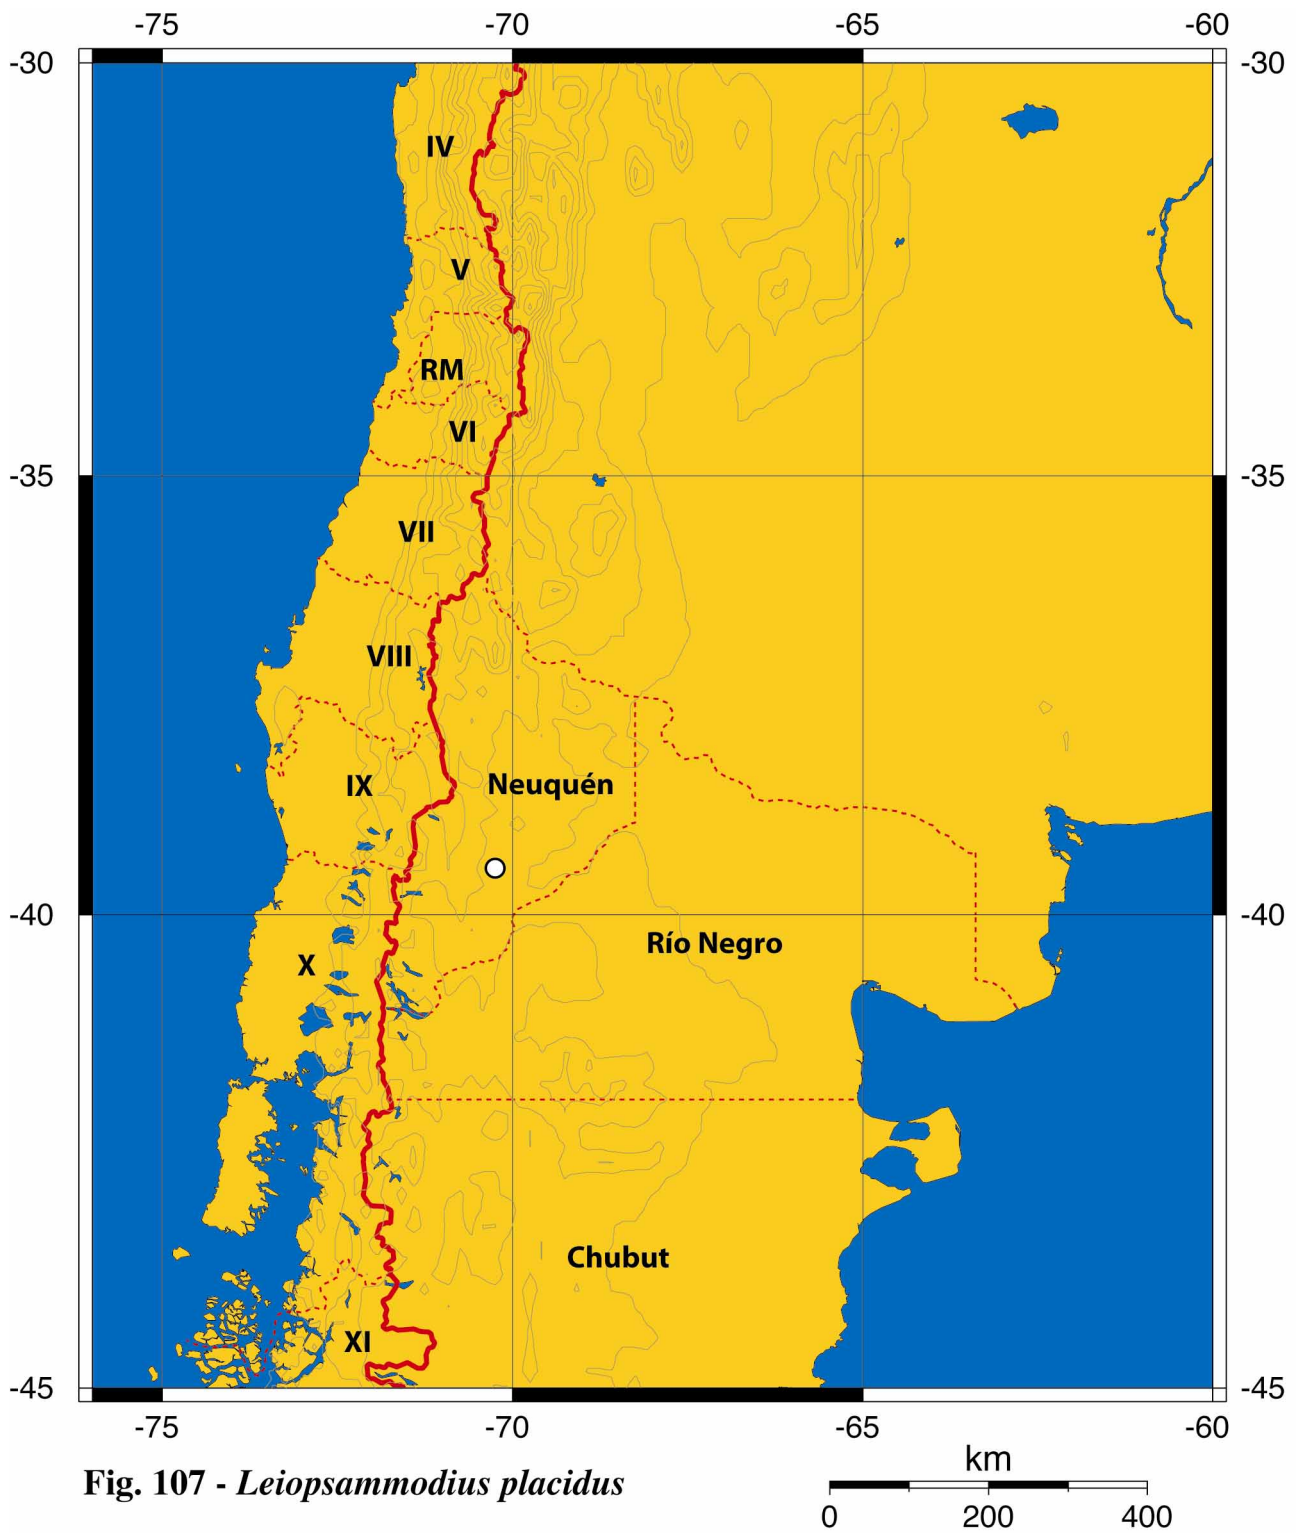 -75 -70 -65 -60
-30 -30
IV
V
RM
VI
-35 -35
VII
VIII
IX Neuquén
-40 -40
Río Negro
X
Chubut
XI
-45 -45
-75 -70 -65 -60
km
Fig. 107 - Leiopsammodius placidus
0 200 400